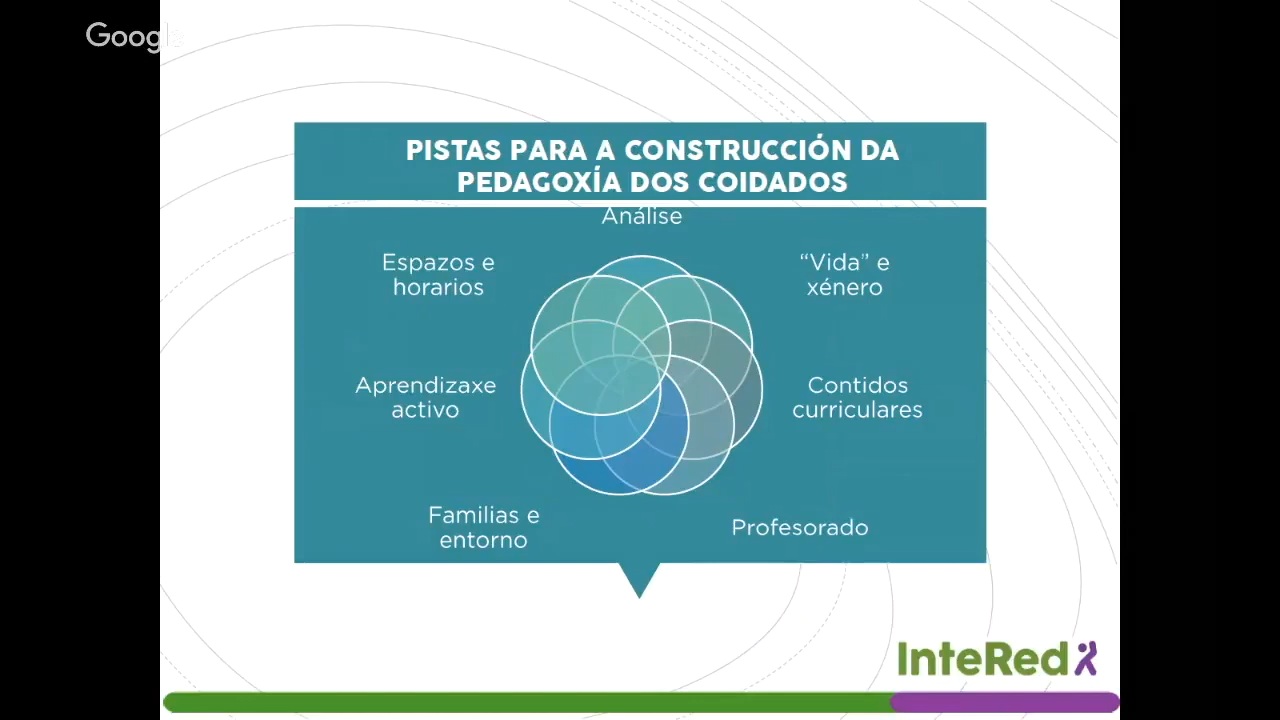 Google
PISTAS PARA A CONSTRUCCIÓN DA
PEDAGOXÍA DOS COIDADOS
Análise
Espazos e
horarios
“Vida” e
xénero
Aprendizaxe
activo
Contidos
curriculares
Familias e
entorno
Profesorado
InteRed